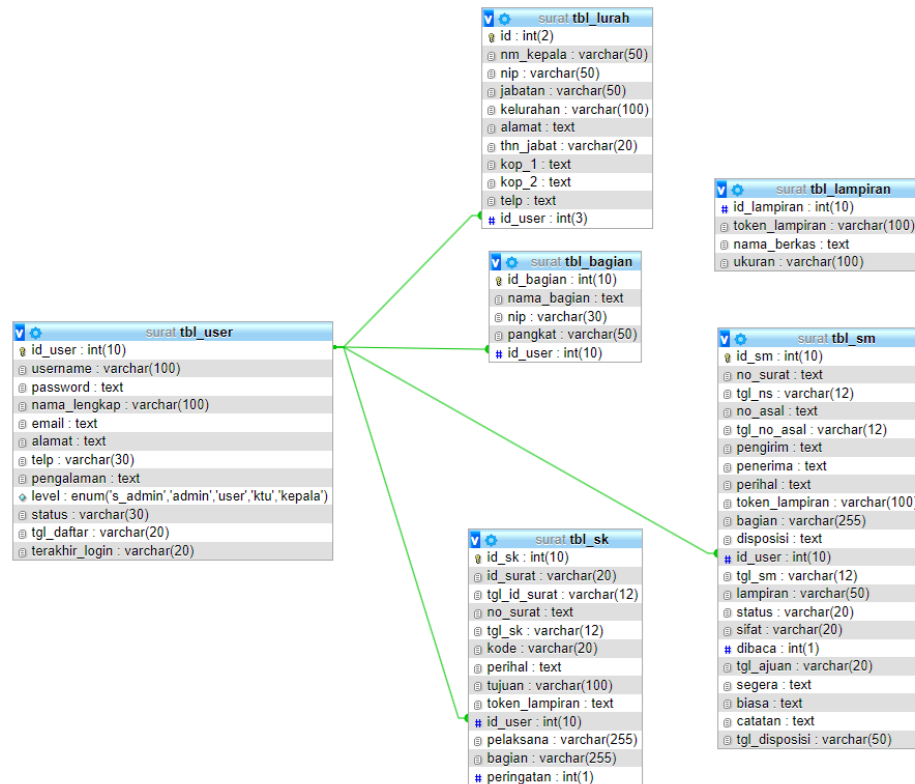 surat tbl_lurah
id : int(2)
nm_kepala : varchar(50)
nip : varchar(50)
jabatan : varchar(50)
kelurahan : varchar(100)
alamat : text
thn_jabat : varchar(20)
kop_1 : text
kop_2 : text
telp : text
# id_user : int(3)
surat tbl_lampiran
# id_lampiran : int(10)
token_lampiran : varchar(100)
nama_berkas : text
ukuran : varchar(100)
surat tbl_bagian
id_bagian : int(10)
nama_bagian : text
nip : varchar(30)
pangkat : varchar(50)
# id_user : int(10)
surat tbl_user
id_user : int(10)
username : varchar(100)
password : text
nama_lengkap : varchar(100)
email : text
alamat : text
telp : varchar(30)
pengalaman : text
level : enum('s_admin','admin','user','ktu','kepala')
status : varchar(30)
tgl_daftar : varchar(20)
terakhir_login : varchar(20)
surat tbl_sm
id_sm : int(10)
no_surat : text
tgl_ns : varchar(12)
no_asal : text
tgl_no_asal : varchar(12)
pengirim : text
penerima : text
perihal : text
token_lampiran : varchar(100)
bagian : varchar(255)
disposisi : text
# id_user : int(10)
tgl_sm : varchar(12)
lampiran : varchar(50)
status : varchar(20)
sifat : varchar(20)
# dibaca : int(1)
tgl_ajuan : varchar(20)
segera : text
biasa : text
catatan : text
tgl_disposisi : varchar(50)
surat tbl_sk
id_sk : int(10)
id_surat : varchar(20)
tgl_id_surat : varchar(12)
no_surat : text
tgl_sk : varchar(12)
kode : varchar(20)
perihal : text
tujuan : varchar(100)
token_lampiran : text
# id_user : int(10)
pelaksana : varchar(255)
bagian : varchar(255)
# peringatan : int(1)